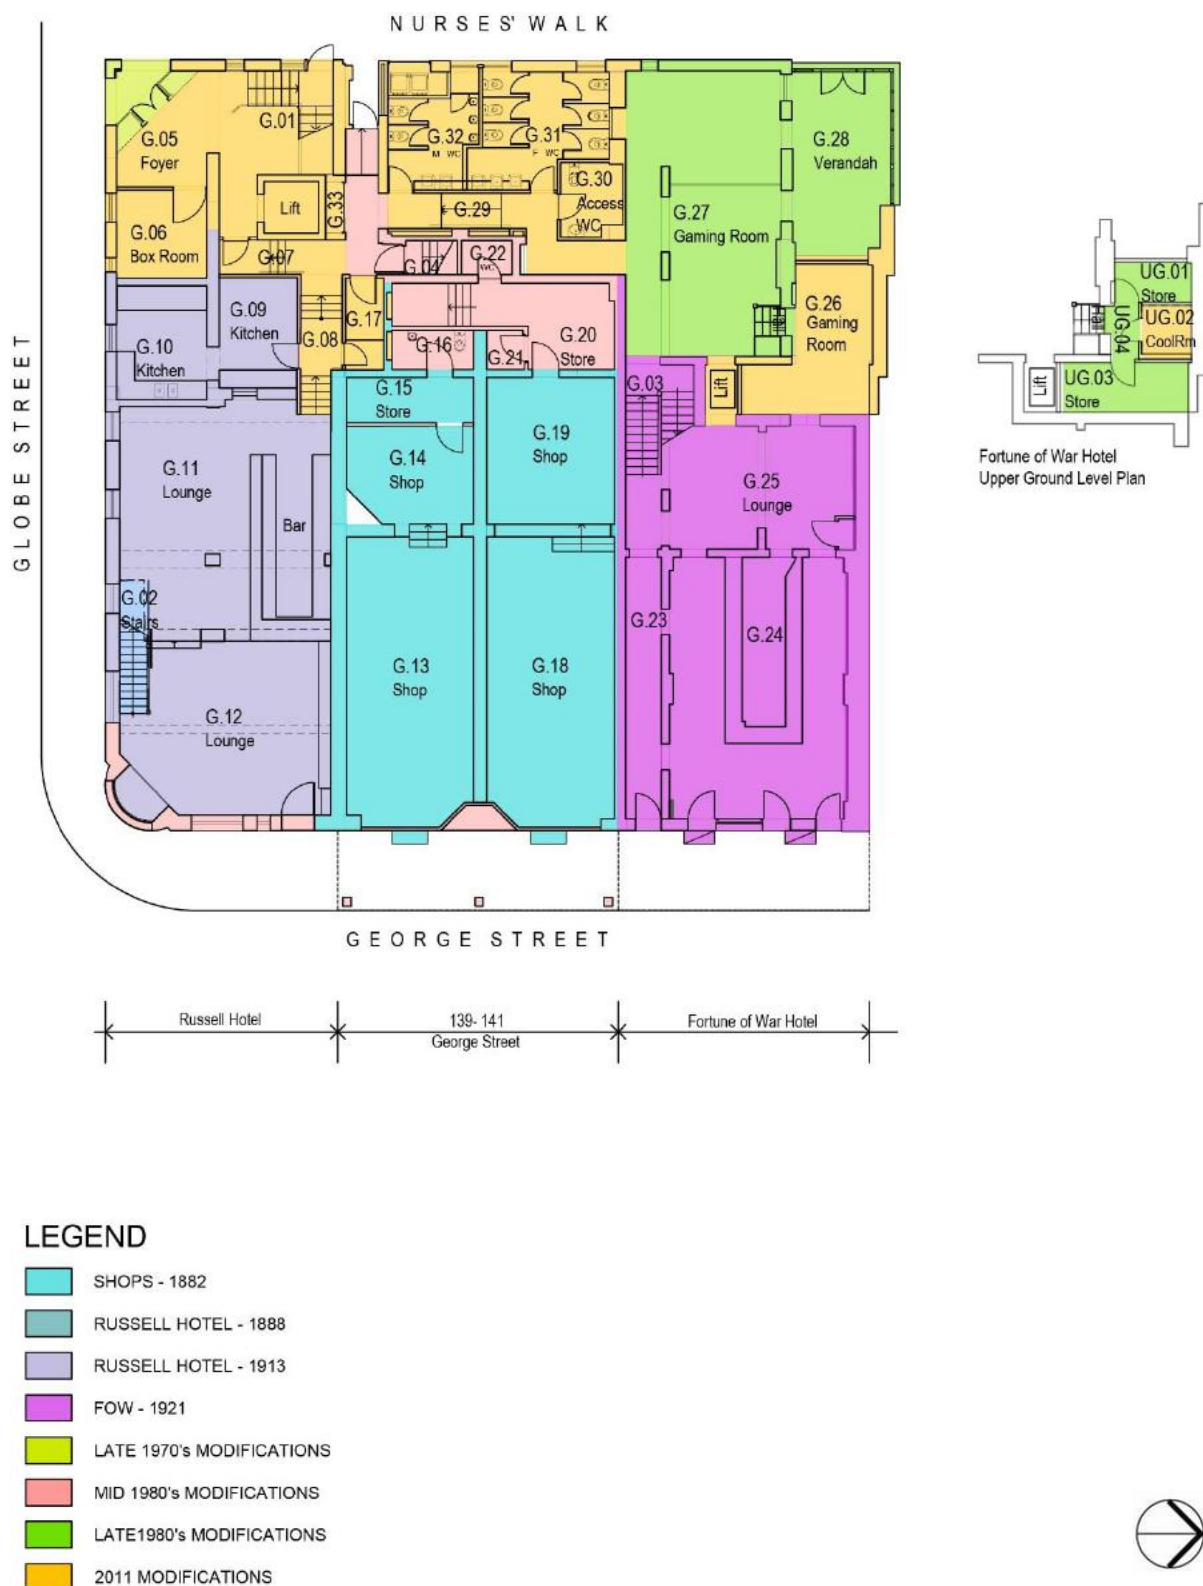 NURSES' WALK
GLOBE STREET
G.05
Foyer
G.01
G.32
M WC
G.31
F WC
G.28
Verandah
G.06
Box Room
Lift
G.33
G.29
G.30
Access
WC
G.27
Gaming Room
G.07
G.04
G.22
WC
G.09
Kitchen
G.10
Kitchen
G.08
G.17
G.16
G.21
G.20
Store
Hall
G.26
Gaming
Room
G.15
Store
G.03
Lift
G.11
Lounge
Bar
G.14
Shop
G.19
Shop
G.25
Lounge
G.02
Stairs
G.12
Lounge
G.13
Shop
G.18
Shop
G.23
G.24
GEORGE STREET
Russell Hotel
139- 141
George Street
Fortune of War Hotel
UG.01
Store
Hall
UG.04
UG.02
CoolRm
Lift
UG.03
Store
Fortune of War Hotel
Upper Ground Level Plan
LEGEND
SHOPS - 1882
RUSSELL HOTEL - 1888
RUSSELL HOTEL - 1913
FOW - 1921
LATE 1970's MODIFICATIONS
MID 1980's MODIFICATIONS
LATE1980's MODIFICATIONS
2011 MODIFICATIONS